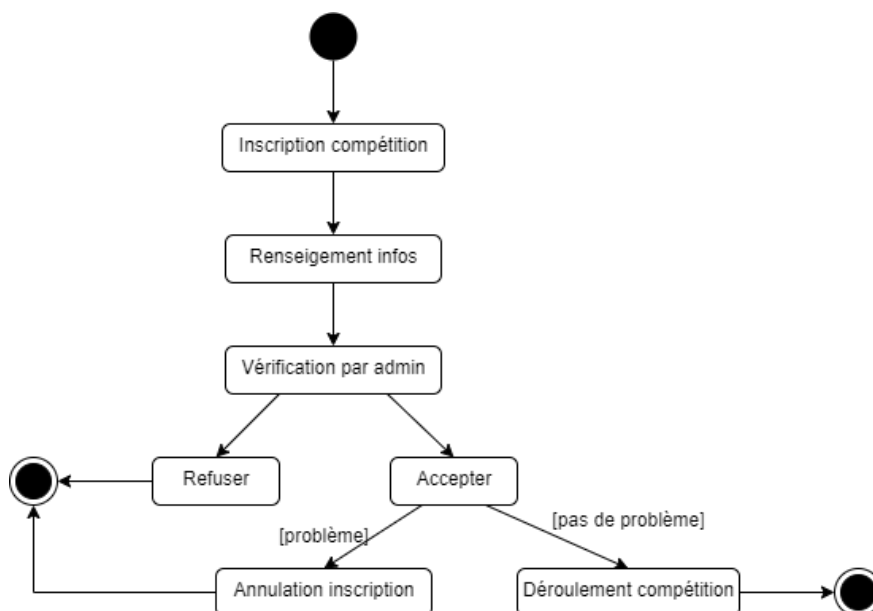 Inscription compétition
Renseigement infos
Vérification par admin
Refuser
Accepter
[problème]
[pas de problème]
Annulation inscription
Déroulement compétition